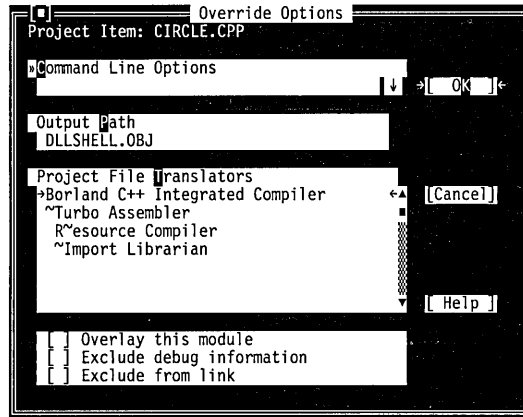 [■] Override Options
Project Item: CIRCLE.CPP
»Command Line Options
↓
→[ OK ]←
Output Path
DLLSHELL.OBJ
Project File Translators
→Borland C++ Integrated Compiler ←▲
[Cancel]
~Turbo Assembler
R~esource Compiler
~Import Librarian
▼
[ Help ]
[ ] Overlay this module
[ ] Exclude debug information
[ ] Exclude from link